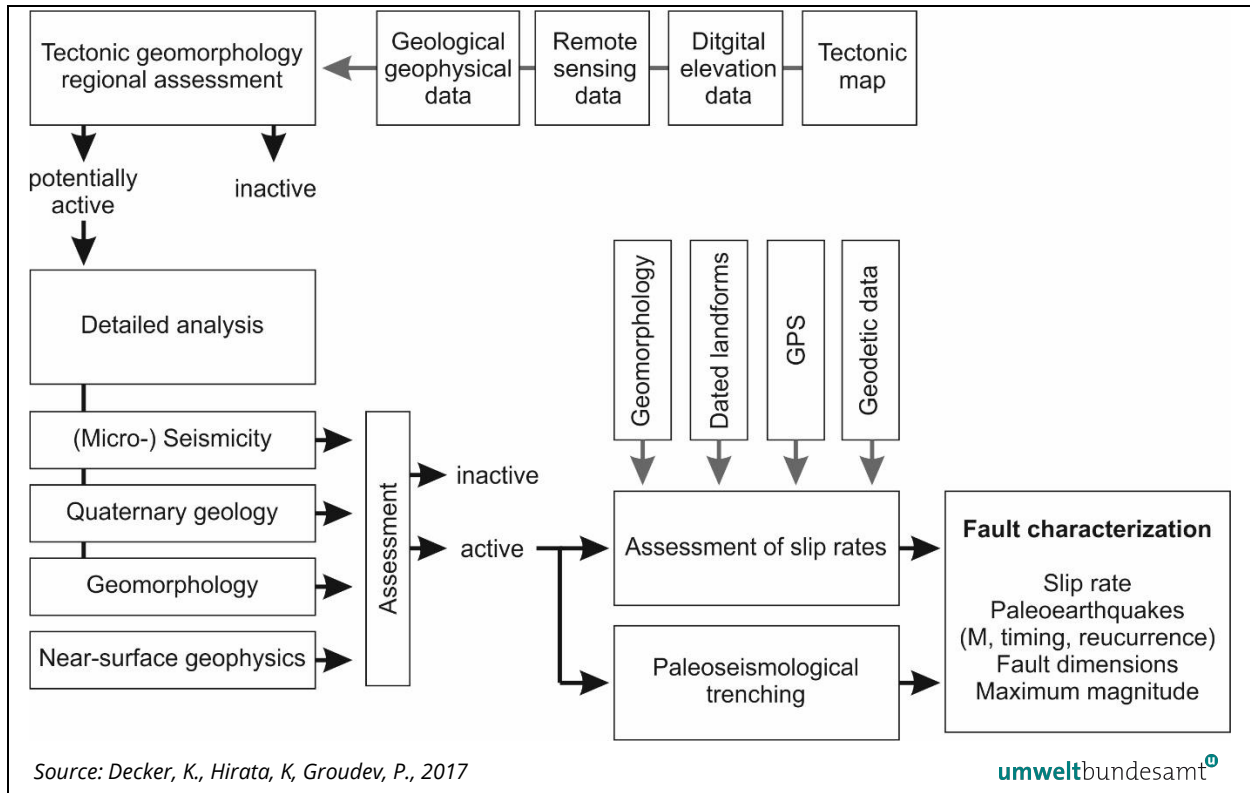 Tectonic geomorphology
regional assessment
Geological
geophysical
data
Remote
sensing
data
Ditgital
elevation
data
Tectonic
map
potentially
active
inactive
Detailed analysis
(Micro-) Seismicity
Quaternary geology
Geomorphology
Near-surface geophysics
Assessment
inactive
active
Geomorphology
Dated landforms
GPS
Geodetic data
Assessment of slip rates
Paleoseismological
trenching
Fault characterization
Slip rate
Paleoearthquakes
(M, timing, reucurrence)
Fault dimensions
Maximum magnitude
Source: Decker, K., Hirata, K, Groudev, P., 2017
umweltbundesamt u